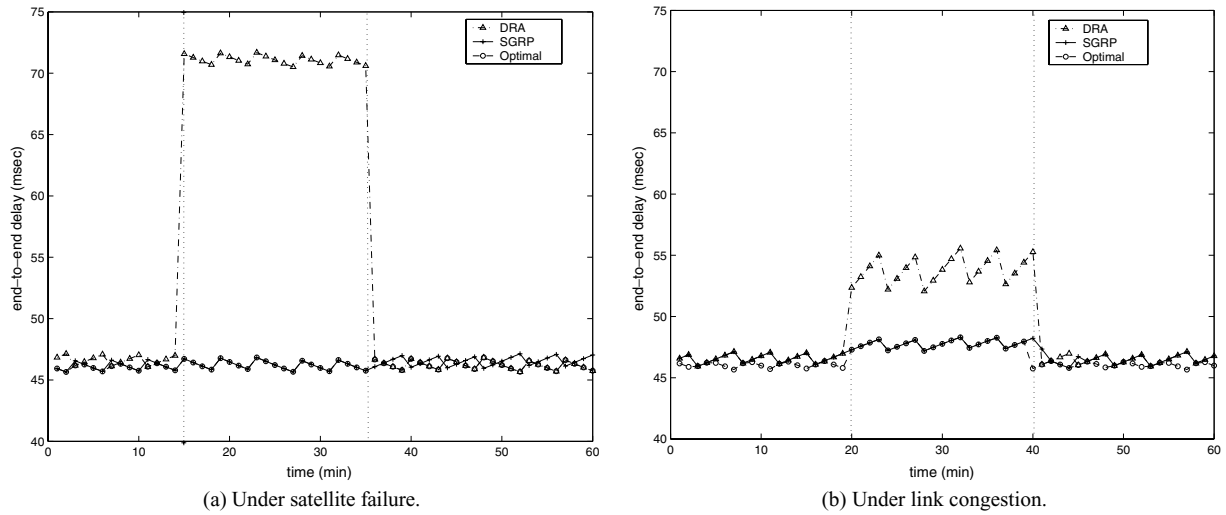 75
70
65
60
55
50
45
40
end−to−end delay (msec)
DRA
SGRP
Optimal
0
10
20
30
40
50
60
time (min)
(a) Under satellite failure.
75
70
65
60
55
50
45
40
end−to−end delay (msec)
DRA
SGRP
Optimal
0
10
20
30
40
50
60
time (min)
(b) Under link congestion.